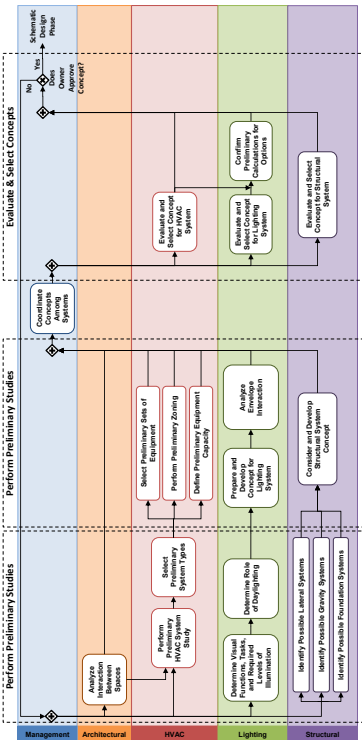 Perform Preliminary Studies
Perform Preliminary Studies
Evaluate & Select Concepts
Management
Coordinate
Concepts
Among
Systems
No
Yes
Does
Owner
Approve
Concept?
Schematic
Design
Phase
Architectural
Analyze
Interaction
Between
Spaces
HVAC
Perform
Preliminary
HVAC System
Study
Select
Preliminary
System Types
Select Preliminary Sets of
Equipment
Perform Preliminary Zoning
Define Preliminary Equipment
Capacity
Evaluate and
Select Concept
for HVAC
System
Lighting
Determine Visual
Functions, Tasks,
and Required
Levels of
Illumination
Determine Role
of Daylighting
Prepare and
Develop
Concept for
Lighting
System
Analyze
Envelope
Interaction
Evaluate and
Select Concept
for Lighting
System
Confirm
Preliminary
Calculations for
Options
Structural
Identify Possible Lateral Systems
Identify Possible Gravity Systems
Identify Possible Foundation Systems
Consider and Develop
Structural System
Concept
Evaluate and Select
Concept for Structural
System